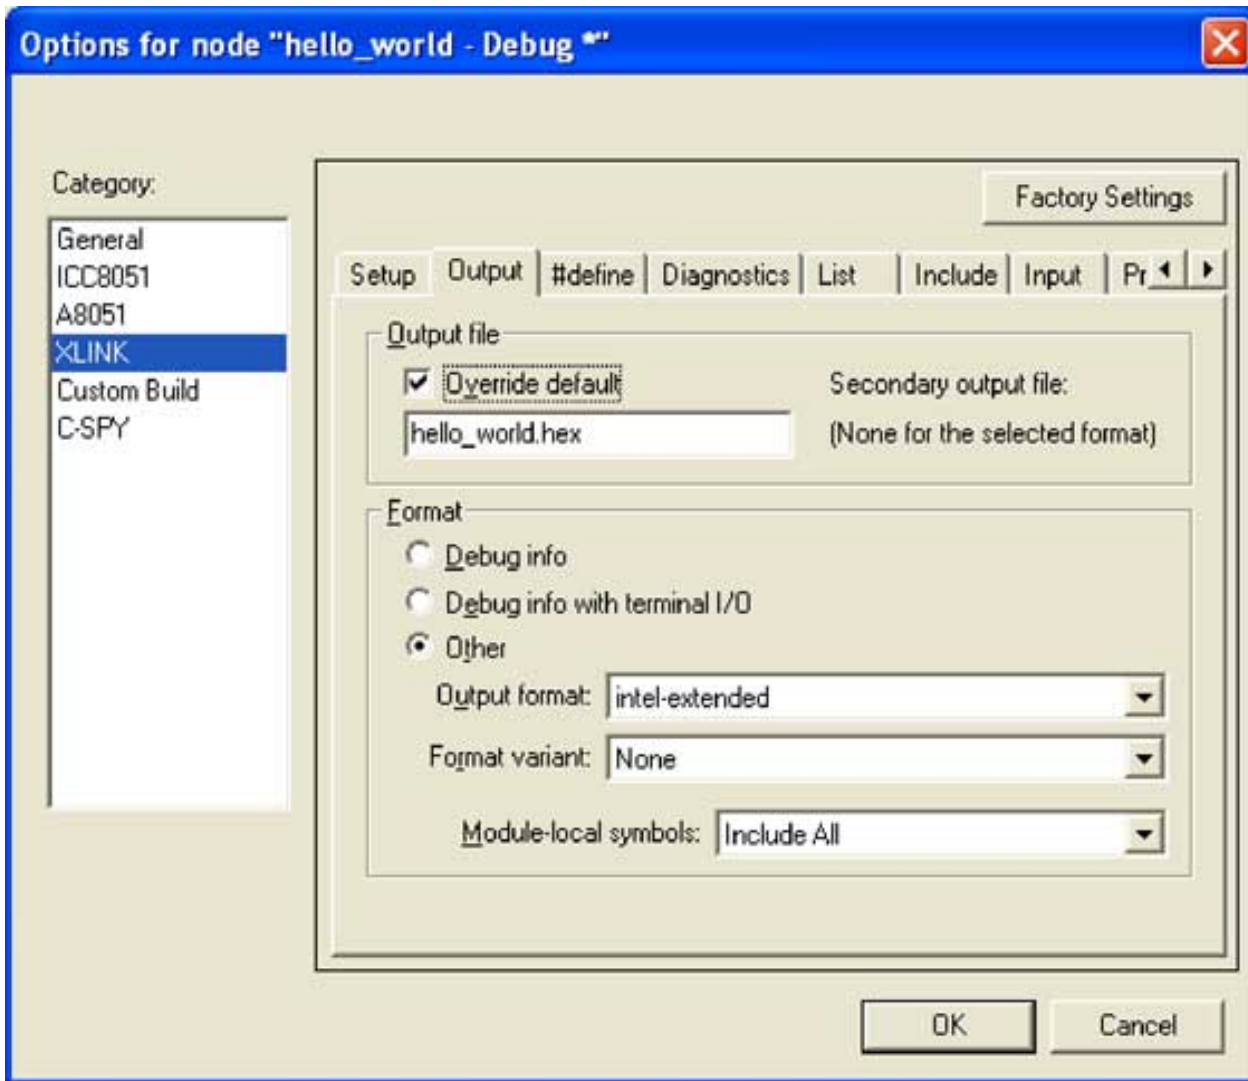 Options for node "hello_world - Debug *"
Category:
General
ICC8051
A8051
XLINK
Custom Build
C-SPY
Factory Settings
Setup
Output
#define
Diagnostics
List
Include
Input
Pr
Output file
Override default
Secondary output file:
hello_world.hex
(None for the selected format)
Format
Debug info
Debug info with terminal I/O
Other
Output format: intel-extended
Format variant: None
Module-local symbols: Include All
OK
Cancel